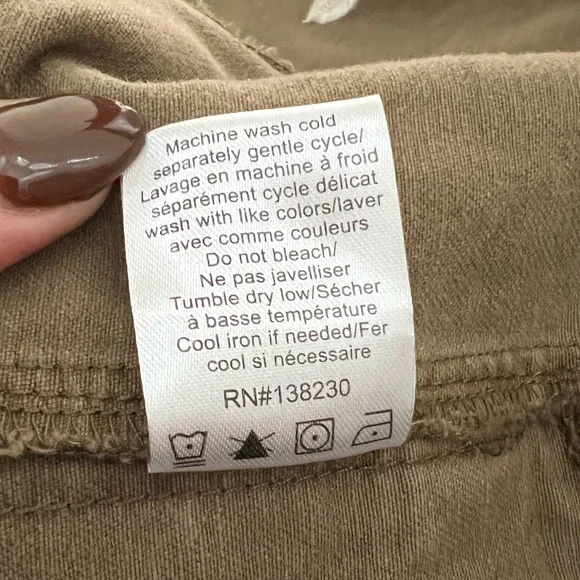 Machine wash cold
separately gentle cycle/
Lavage en machine à froid
séparément cycle délicat
wash with like colors/laver
avec comme couleurs
Do not bleach/
Ne pas javelliser
Tumble dry low/Sécher
à basse température
Cool iron if needed/Fer
cool si nécessaire
RN#138230